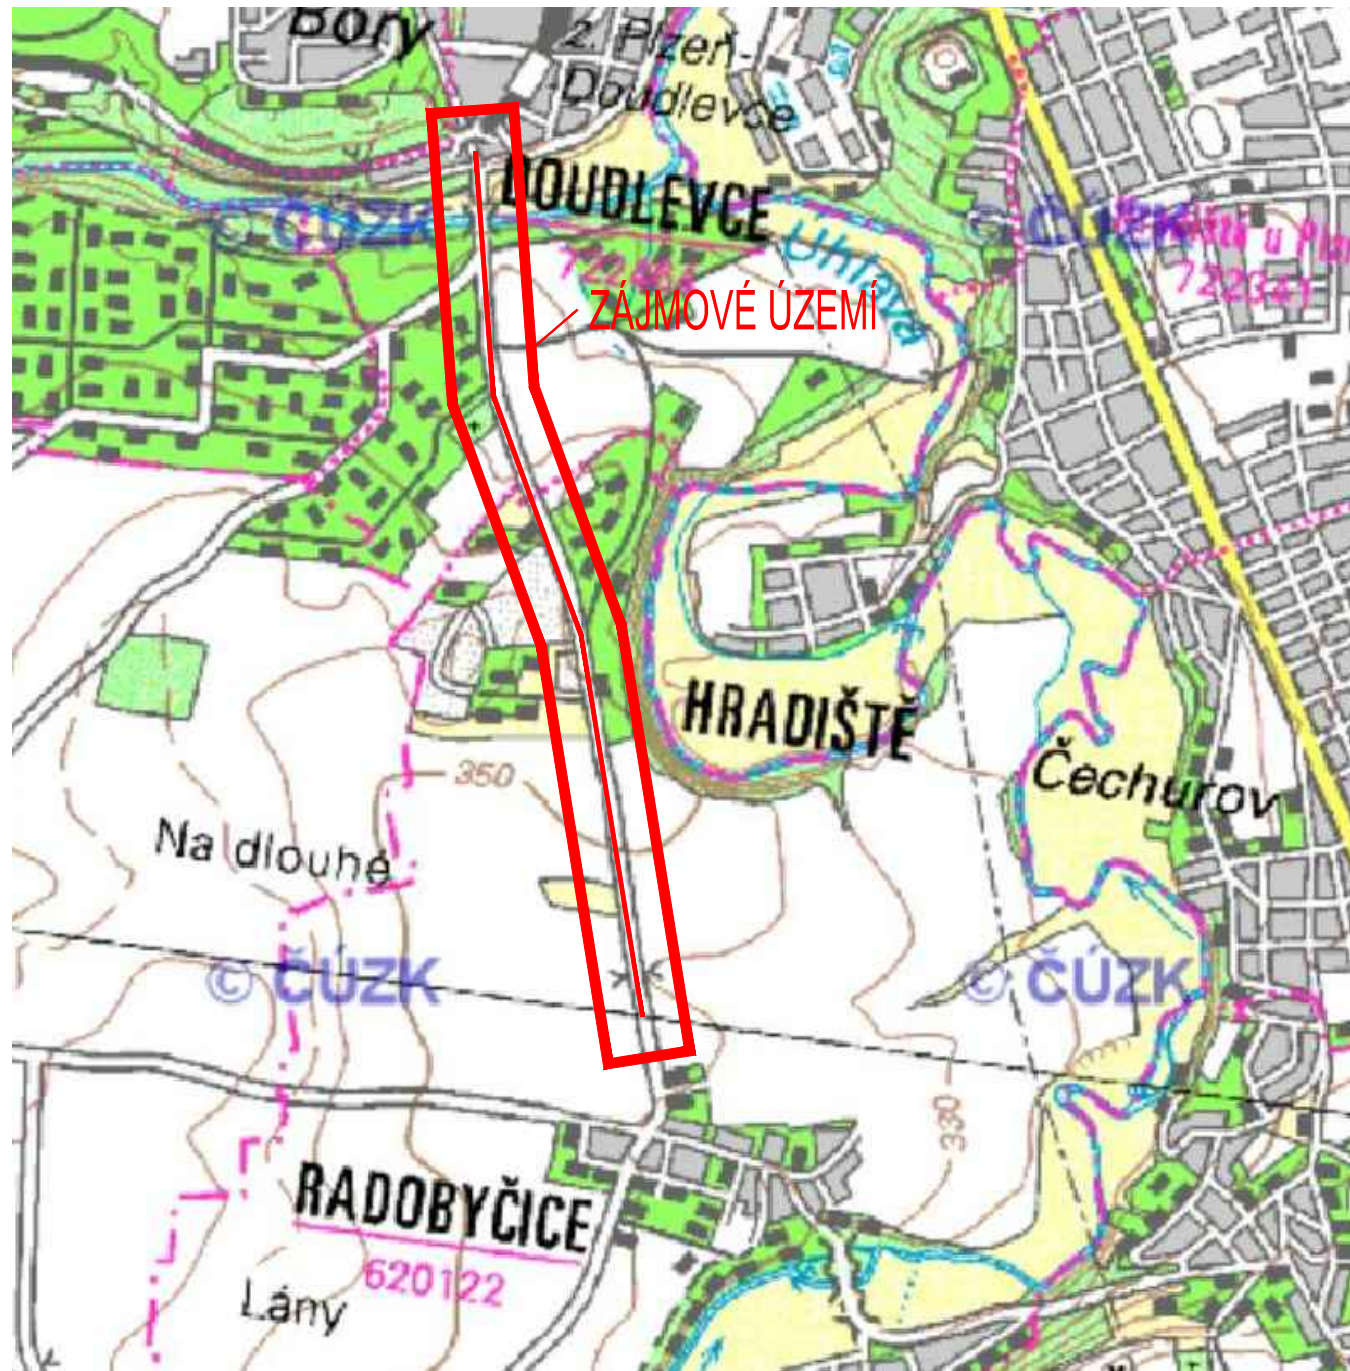 Bory
2. Plzeň-
Doudlevce
DOUDLEVCE
© ČÚZK
© ČÚZK
Úhlava
722341
ZÁJMOVÉ ÚZEMÍ
HRADIŠTĚ
350
Čechurov
Na dlouhé
© ČÚZK
© ČÚZK
330
RADOBYČICE
620122
Lány